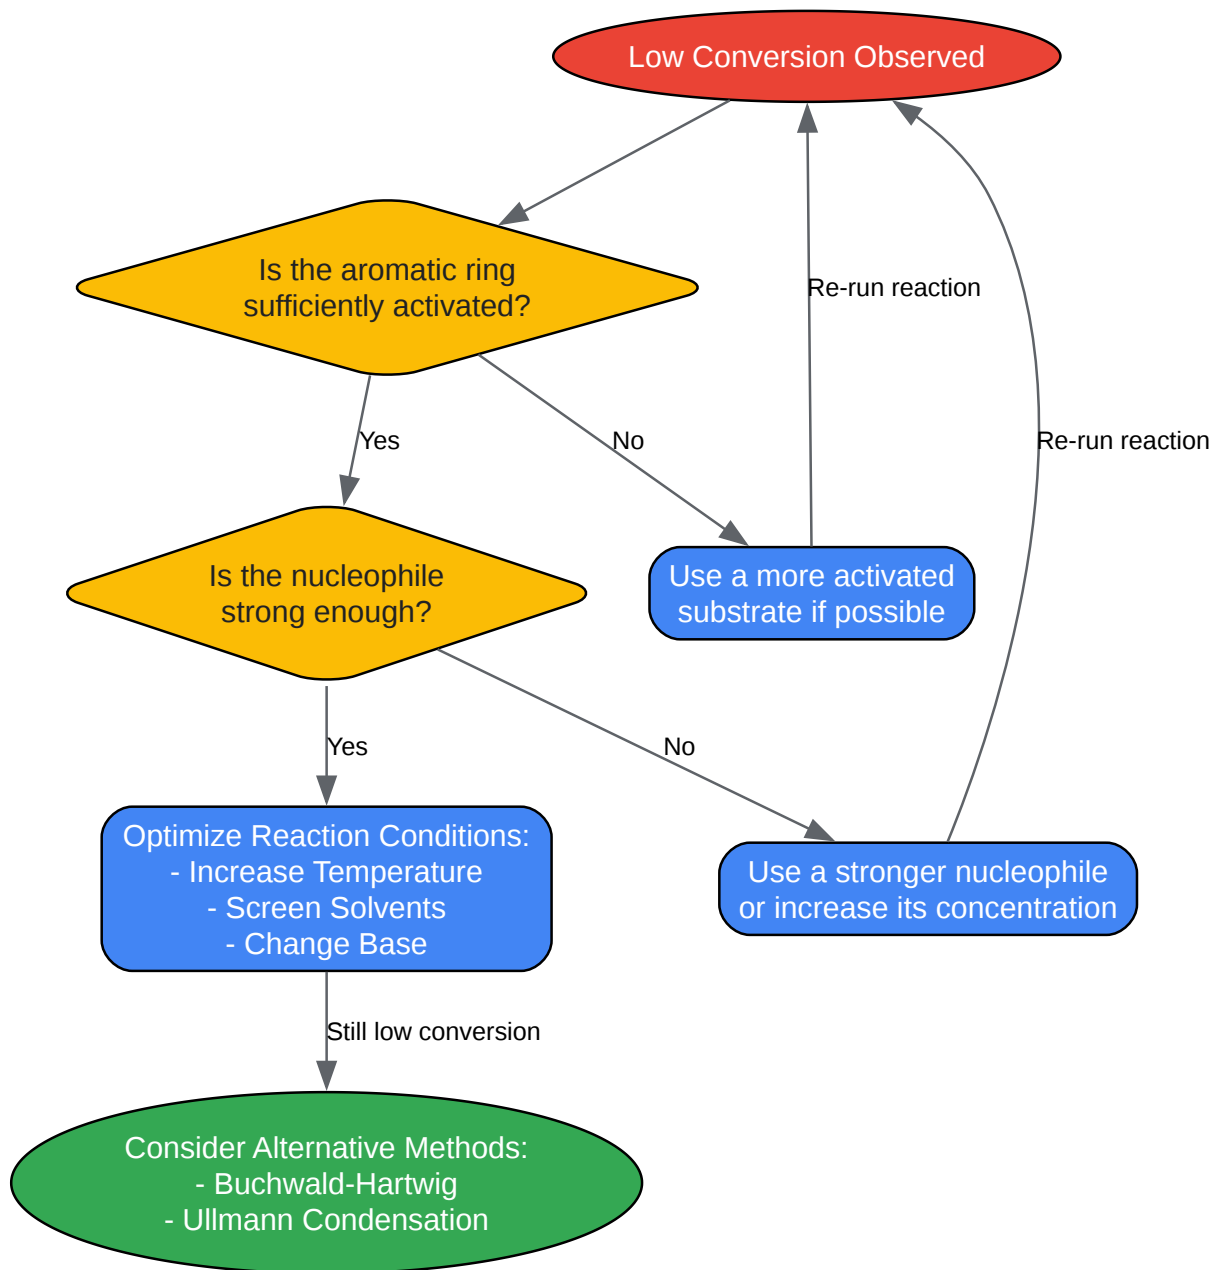 Low Conversion Observed
Is the aromatic ring
sufficiently activated?
Re-run reaction
Yes
No
Re-run reaction
Is the nucleophile
strong enough?
Use a more activated
substrate if possible
Yes
No
Optimize Reaction Conditions:
- Increase Temperature
- Screen Solvents
- Change Base
Use a stronger nucleophile
or increase its concentration
Still low conversion
Consider Alternative Methods:
- Buchwald-Hartwig
- Ullmann Condensation